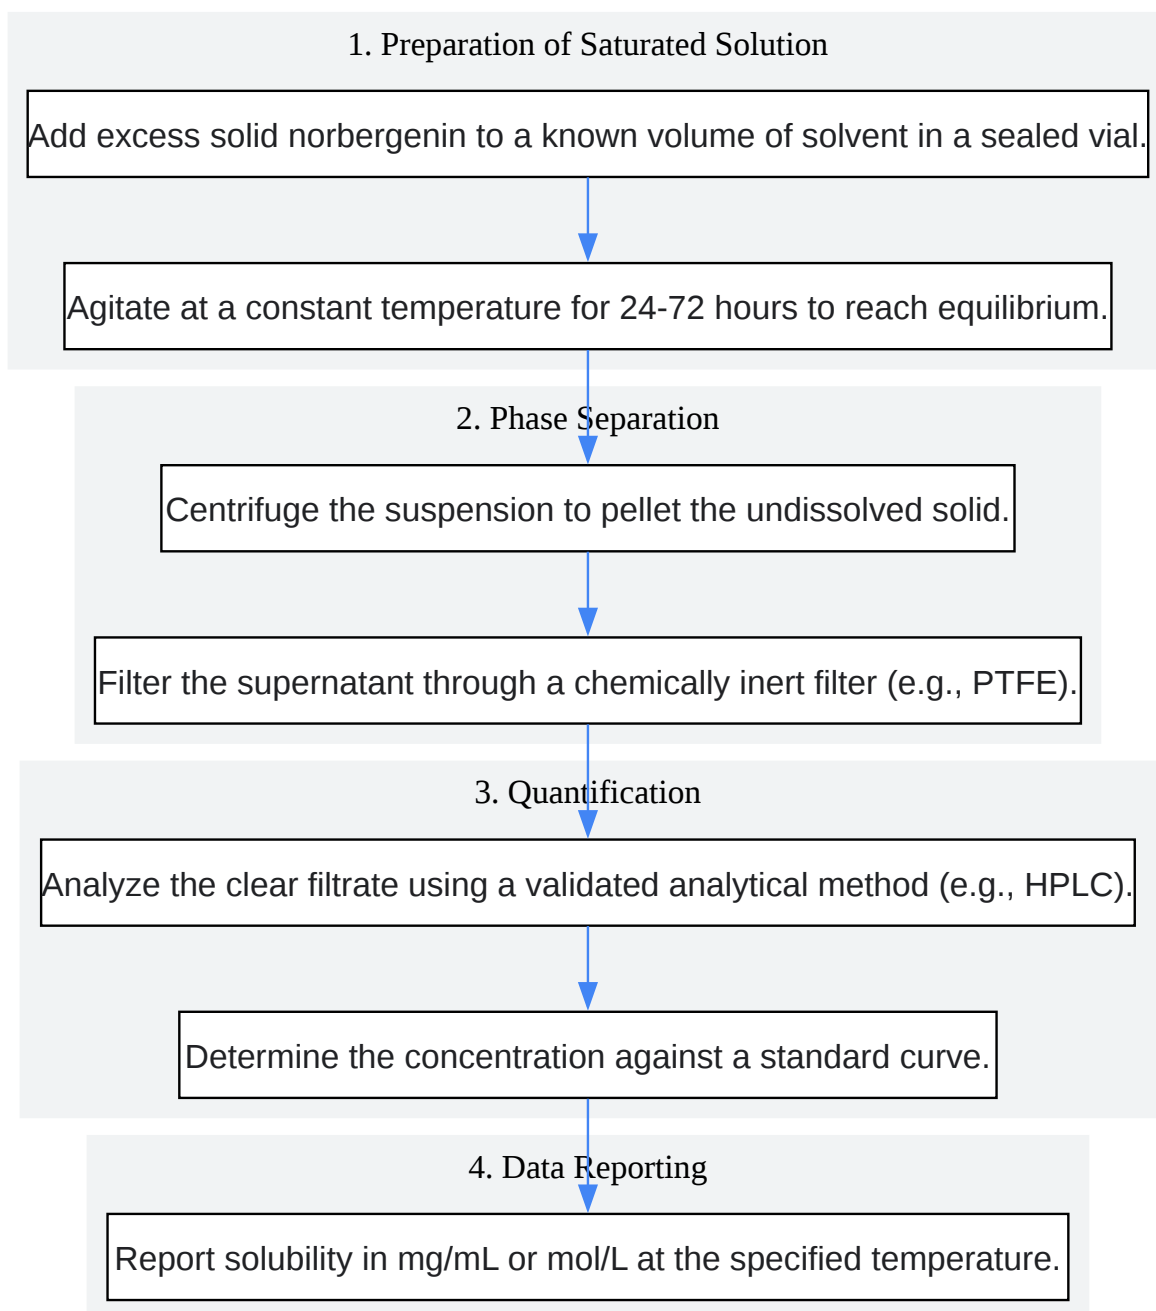 1. Preparation of Saturated Solution
Add excess solid norbergenin to a known volume of solvent in a sealed vial.
Agitate at a constant temperature for 24-72 hours to reach equilibrium.
2. Phase Separation
Centrifuge the suspension to pellet the undissolved solid.
Filter the supernatant through a chemically inert filter (e.g., PTFE).
3. Quantification
Analyze the clear filtrate using a validated analytical method (e.g., HPLC).
Determine the concentration against a standard curve.
4. Data Reporting
Report solubility in mg/mL or mol/L at the specified temperature.